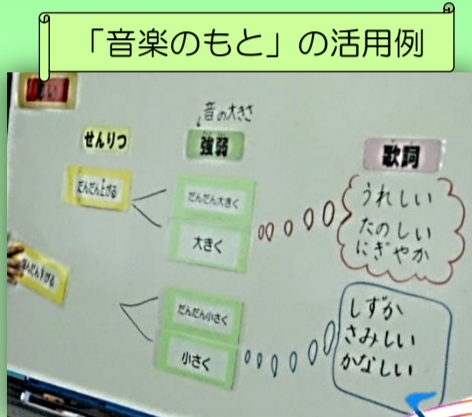 「音楽のもと」の活用例
音の大きさ
せんりつ
強弱
歌詞
だんだん上がる
だんだん大きく
大きく
うれしい
たのしい
にぎやか
だんだん小さく
小さく
しずか
さみしい
かなしい